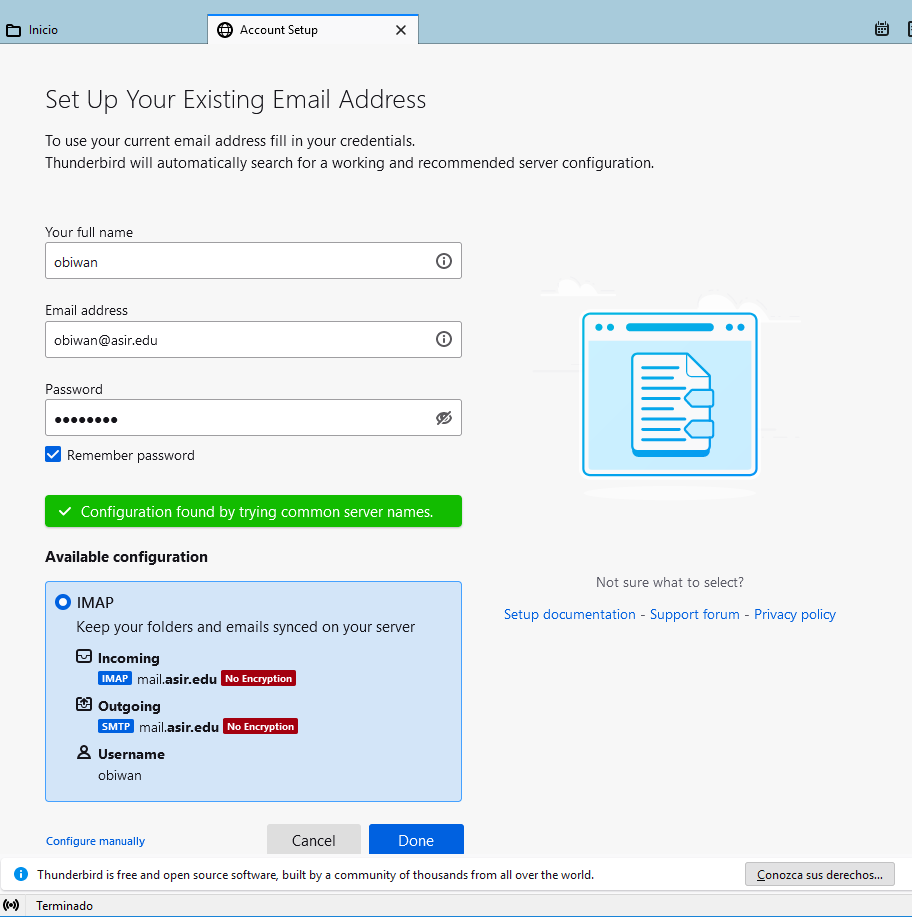 Inicio
Account Setup
Set Up Your Existing Email Address
To use your current email address fill in your credentials.
Thunderbird will automatically search for a working and recommended server configuration.
Your full name
obiwan
Email address
obiwan@asir.edu
Password
••••••••
Remember password
Configuration found by trying common server names.
Available configuration
IMAP
Keep your folders and emails synced on your server
Incoming
IMAP mail.asir.edu No Encryption
Outgoing
SMTP mail.asir.edu No Encryption
Username
obiwan
Configure manually
Cancel
Done
Not sure what to select?
Setup documentation - Support forum - Privacy policy
Thunderbird is free and open source software, built by a community of thousands from all over the world.
Conozca sus derechos...
Terminado